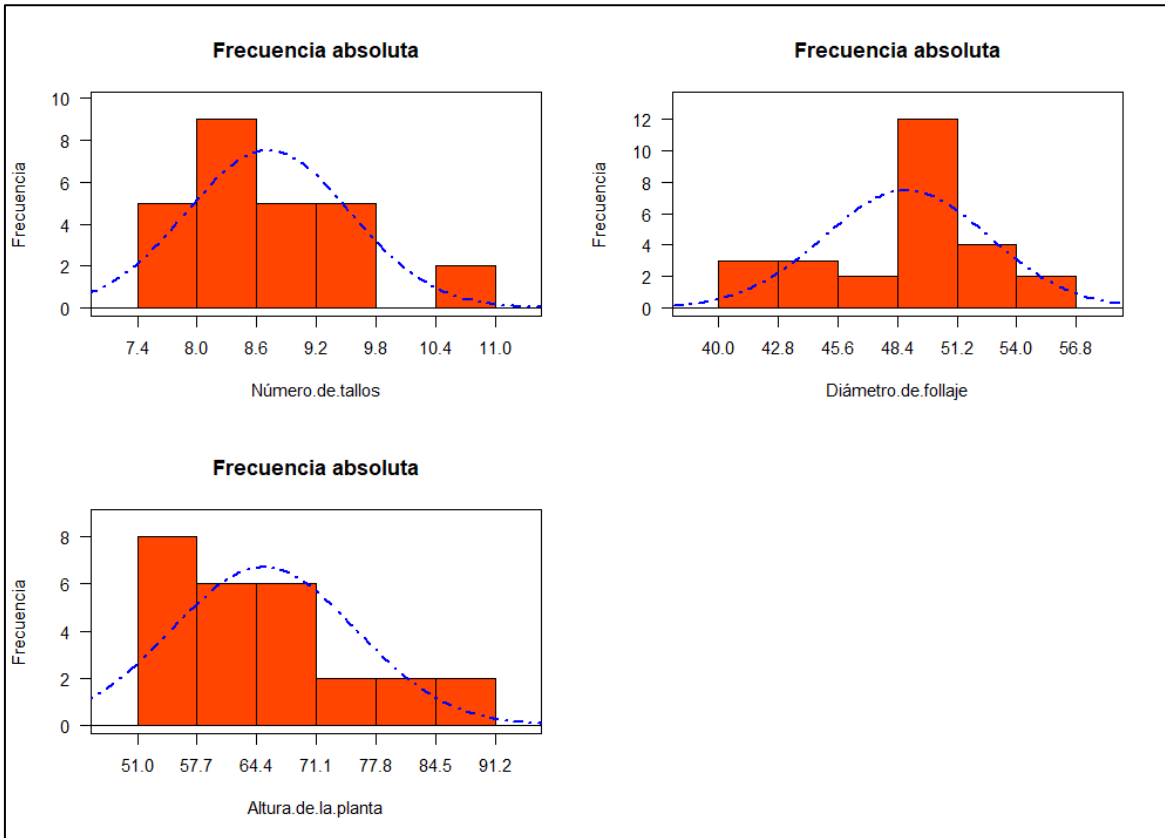 Frecuencia absoluta
Frecuencia
10
8
6
4
2
0
7.4 8.0 8.6 9.2 9.8 10.4 11.0
Número.de.tallos
Frecuencia absoluta
Frecuencia
12
10
8
6
4
2
0
40.0 42.8 45.6 48.4 51.2 54.0 56.8
Diámetro.de.follaje
Frecuencia absoluta
Frecuencia
8
6
4
2
0
51.0 57.7 64.4 71.1 77.8 84.5 91.2
Altura.de.la.planta